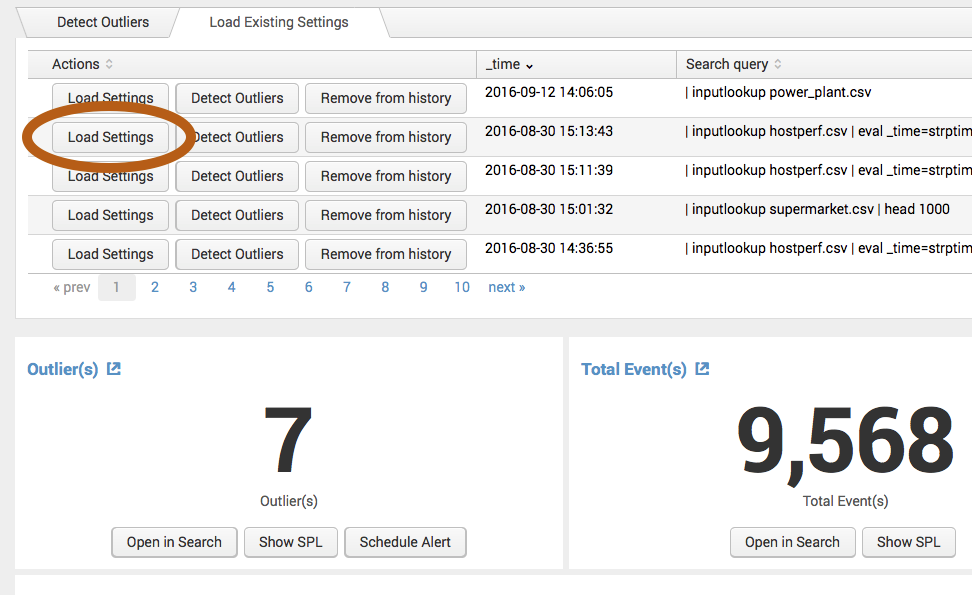 Detect Outliers Load Existing Settings
Actions _time Search query
Load Settings Detect Outliers Remove from history 2016-09-12 14:06:05 | inputlookup power_plant.csv
Load Settings Detect Outliers Remove from history 2016-08-30 15:13:43 | inputlookup hostperf.csv | eval _time=strptim
Load Settings Detect Outliers Remove from history 2016-08-30 15:11:39 | inputlookup hostperf.csv | eval _time=strptim
Load Settings Detect Outliers Remove from history 2016-08-30 15:01:32 | inputlookup supermarket.csv | head 1000
Load Settings Detect Outliers Remove from history 2016-08-30 14:36:55 | inputlookup hostperf.csv | eval _time=strptim
« prev 1 2 3 4 5 6 7 8 9 10 next »
Outlier(s) Total Event(s)
7 9,568
Outlier(s) Total Event(s)
Open in Search Show SPL Schedule Alert Open in Search Show SPL